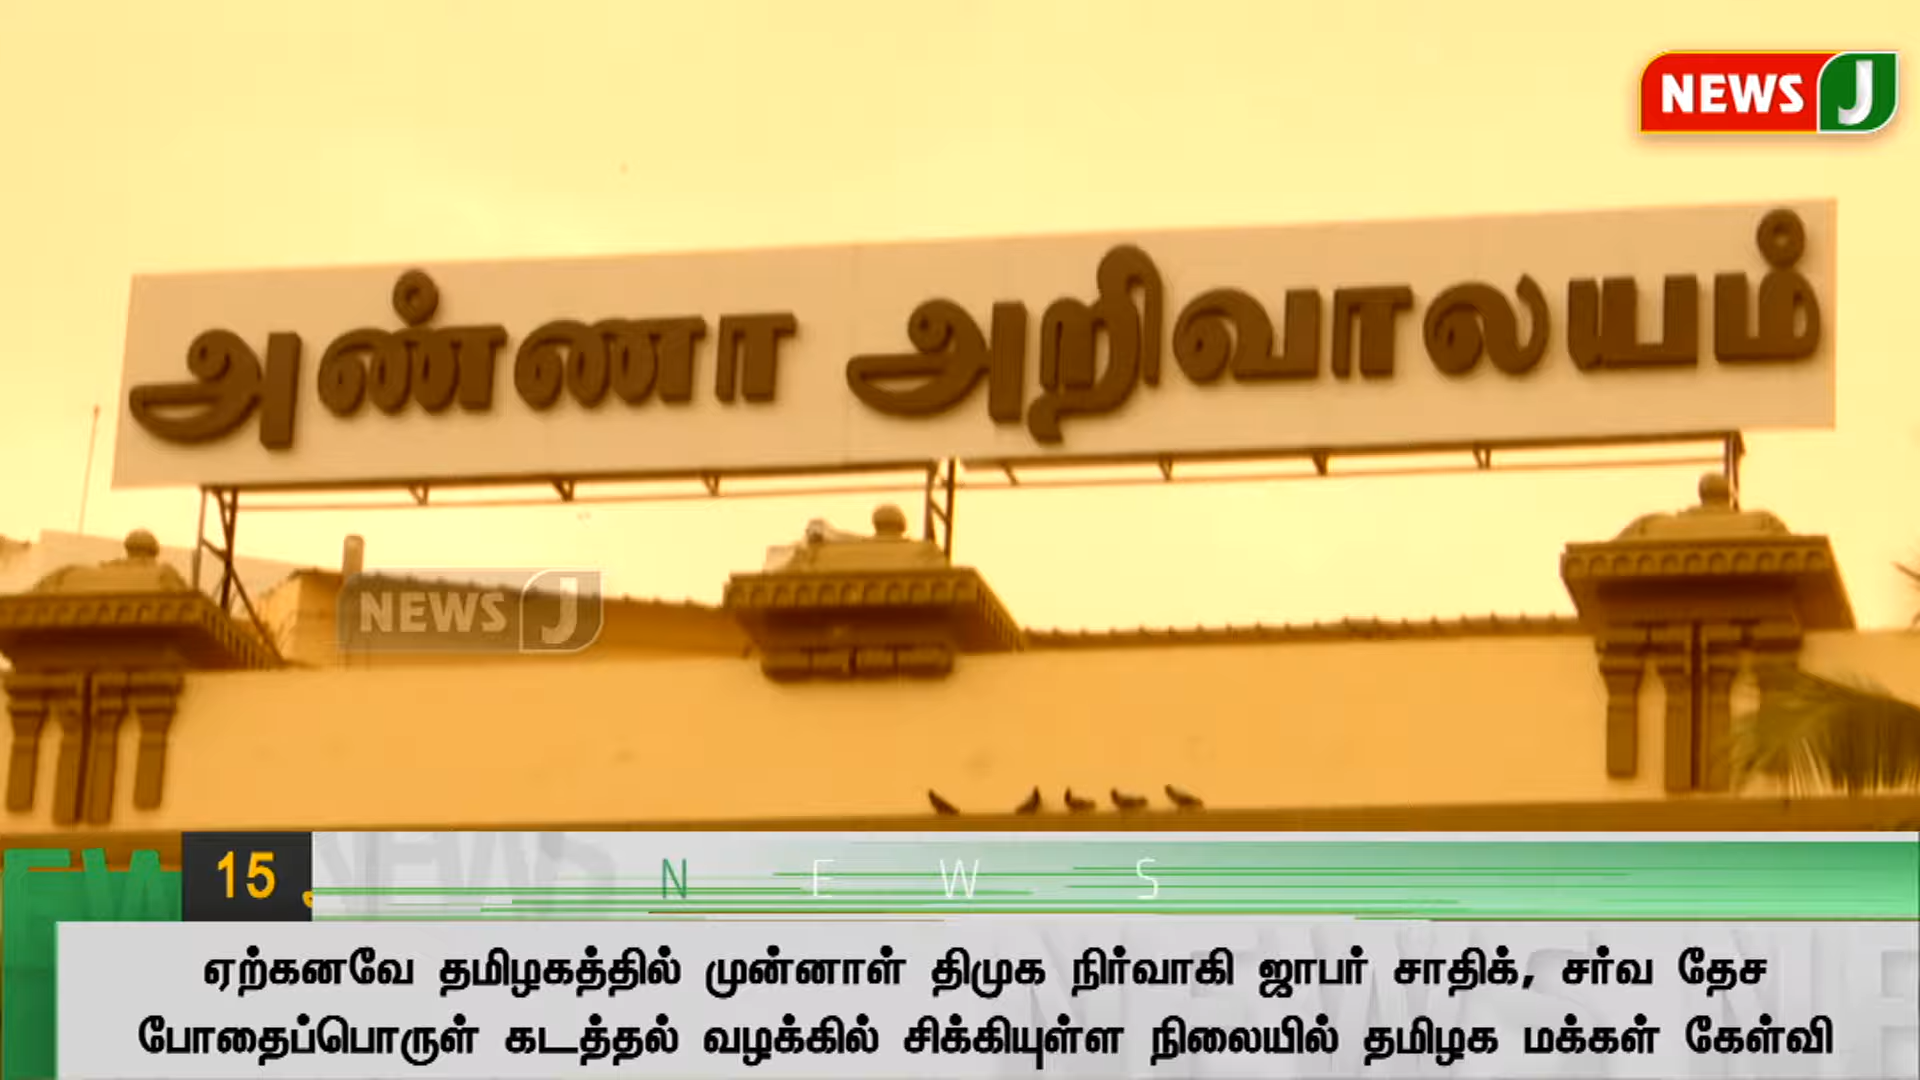 NEWS J
அண்ணா அறிவாலயம்
NEWS J
15
N E W S
ஏற்கனவே தமிழகத்தில் முன்னாள் திமுக நிர்வாகி ஜாபர் சாதிக், சர்வ தேச
போதைப்பொருள் கடத்தல் வழக்கில் சிக்கியுள்ள நிலையில் தமிழக மக்கள் கேள்வி